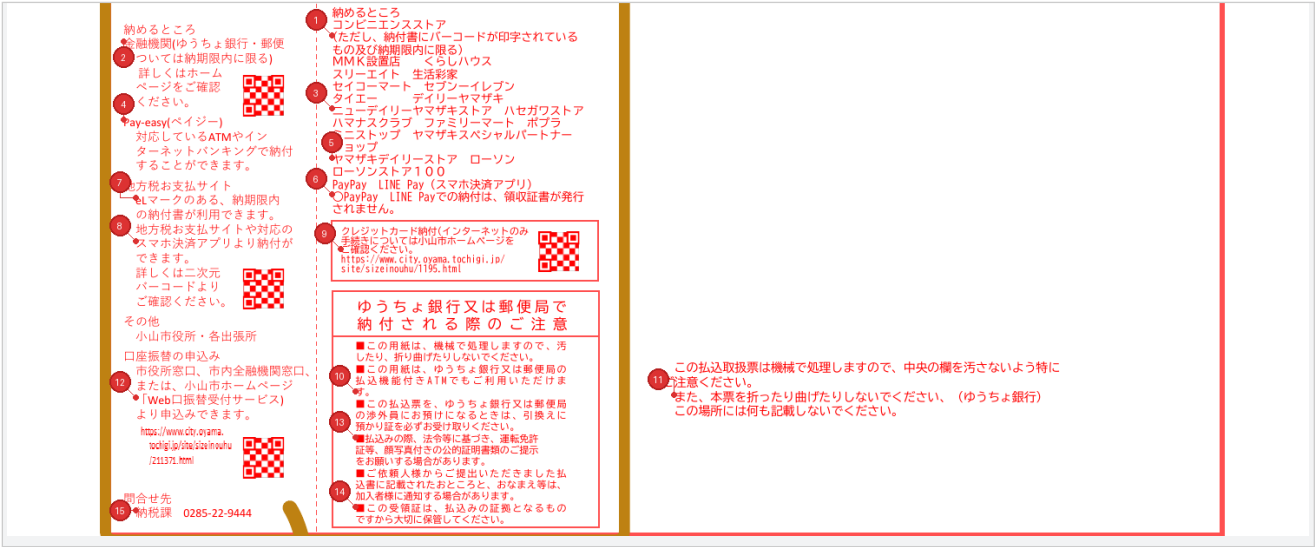 納めるところ
金融機関(ゆうちょ銀行・郵便
ついては納期限内に限る)
詳しくはホーム
ページをご確認
ください。
Pay-easy(ペイジー)
対応しているATMやイン
ターネットバンキングで納付
することができます。
地方税お支払サイト
eLマークのある、納期限内
の納付書が利用できます。
地方税お支払サイトや対応の
スマホ決済アプリより納付が
できます。
詳しくは二次元
バーコードより
ご確認ください。
その他
小山市役所・各出張所
口座振替の申込み
市役所窓口、市内全融機関窓口、
または、小山市ホームページ
「Web口振替受付サービス)
より申込みできます。
https://www.city.oyama.
tochigi.jp/site/sizeinouhu
/211371.html
問合せ先
納税課 0285-22-9444
納めるところ
コンビニエンスストア
(ただし、納付書にバーコードが印字されている
もの及び納期限内に限る)
MMK設置店 くらしハウス
スリーエイト 生活彩家
セイコーマート セブンーイレブン
タイエー デイリーヤマザキ
ニューデイリーヤマザキストア ハセガワストア
ハマナスクラブ ファミリーマート ポプラ
ミニストップ ヤマザキスペシャルパートナー
ョップ
ヤマザキデイリーストア ローソン
ローソンストア100
PayPay LINE Pay（スマホ決済アプリ）
○PayPay LINE Payでの納付は、領収証書が発行
されません。
クレジットカード納付(インターネットのみ
手続きについては小山市ホームページを
ご確認ください。
https://www.city.oyama.tochigi.jp/
site/sizeinouhu/1195.html
ゆうちょ銀行又は郵便局で
納付される際のご注意
■この用紙は、機械で処理しますので、汚
したり、折り曲げたりしないでください。
■この用紙は、ゆうちょ銀行又は郵便局の
払込機能付きATMでもご利用いただけま
す。
■この払込票を、ゆうちょ銀行又は郵便局
の渉外員にお預けになるときは、引換えに
預かり証を必ずお受け取りください。
■払込みの際、法令等に基づき、運転免許
証等、顔写真付きの公的証明書類のご提示
をお願いする場合があります。
■ご依頼人様からご提出いただきました払
込書に記載されたおところと、おなまえ等は、
加入者様に通知する場合があります。
■この受領証は、払込みの証拠となるもの
ですから大切に保管してください。
この払込取扱票は機械で処理しますので、中央の欄を汚さないよう特に
ご注意ください。
また、本票を折ったり曲げたりしないでください、（ゆうちょ銀行）
この場所には何も記載しないでください。
1
2
3
4
5
6
7
8
9
10
11
12
13
14
15